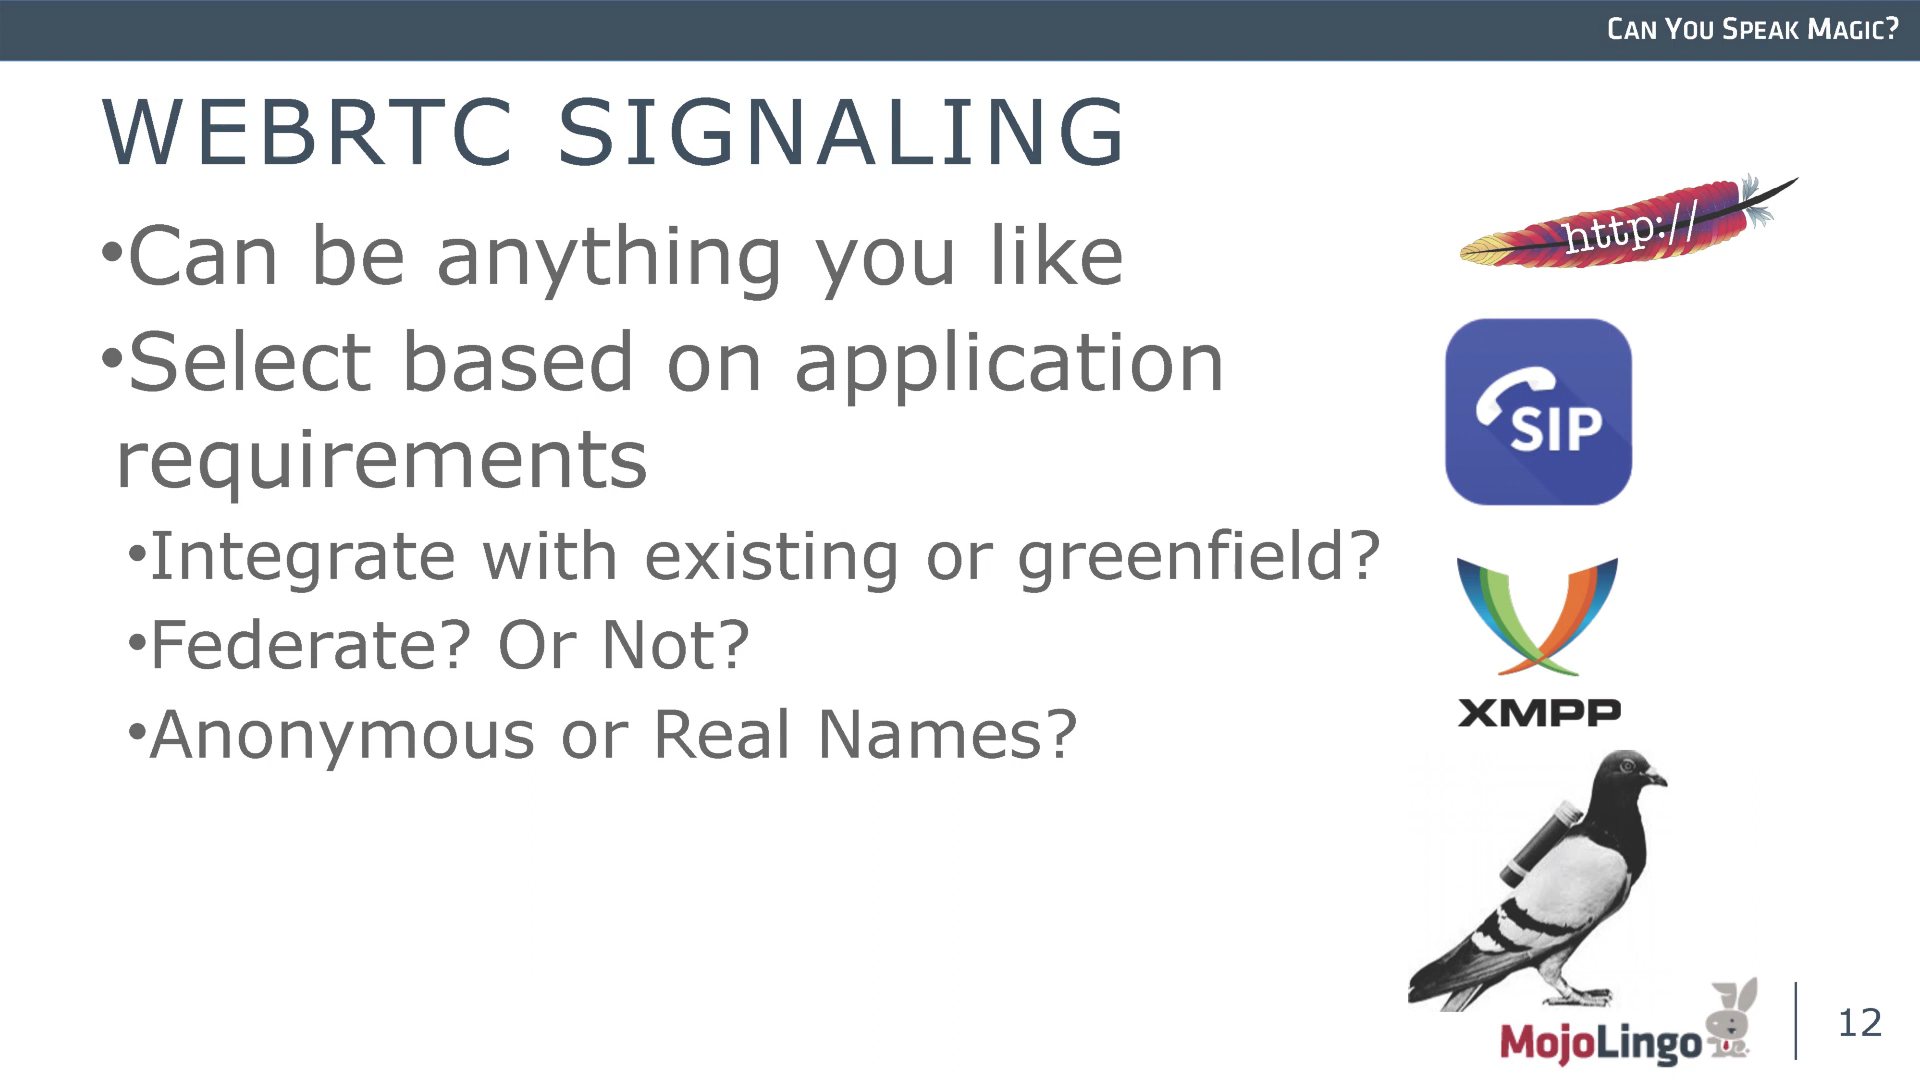 CAN YOU SPEAK MAGIC?
WEBRTC SIGNALING
•Can be anything you like
•Select based on application
requirements
•Integrate with existing or greenfield?
•Federate? Or Not?
•Anonymous or Real Names?
http://
SIP
XMPP
MojoLingo
12